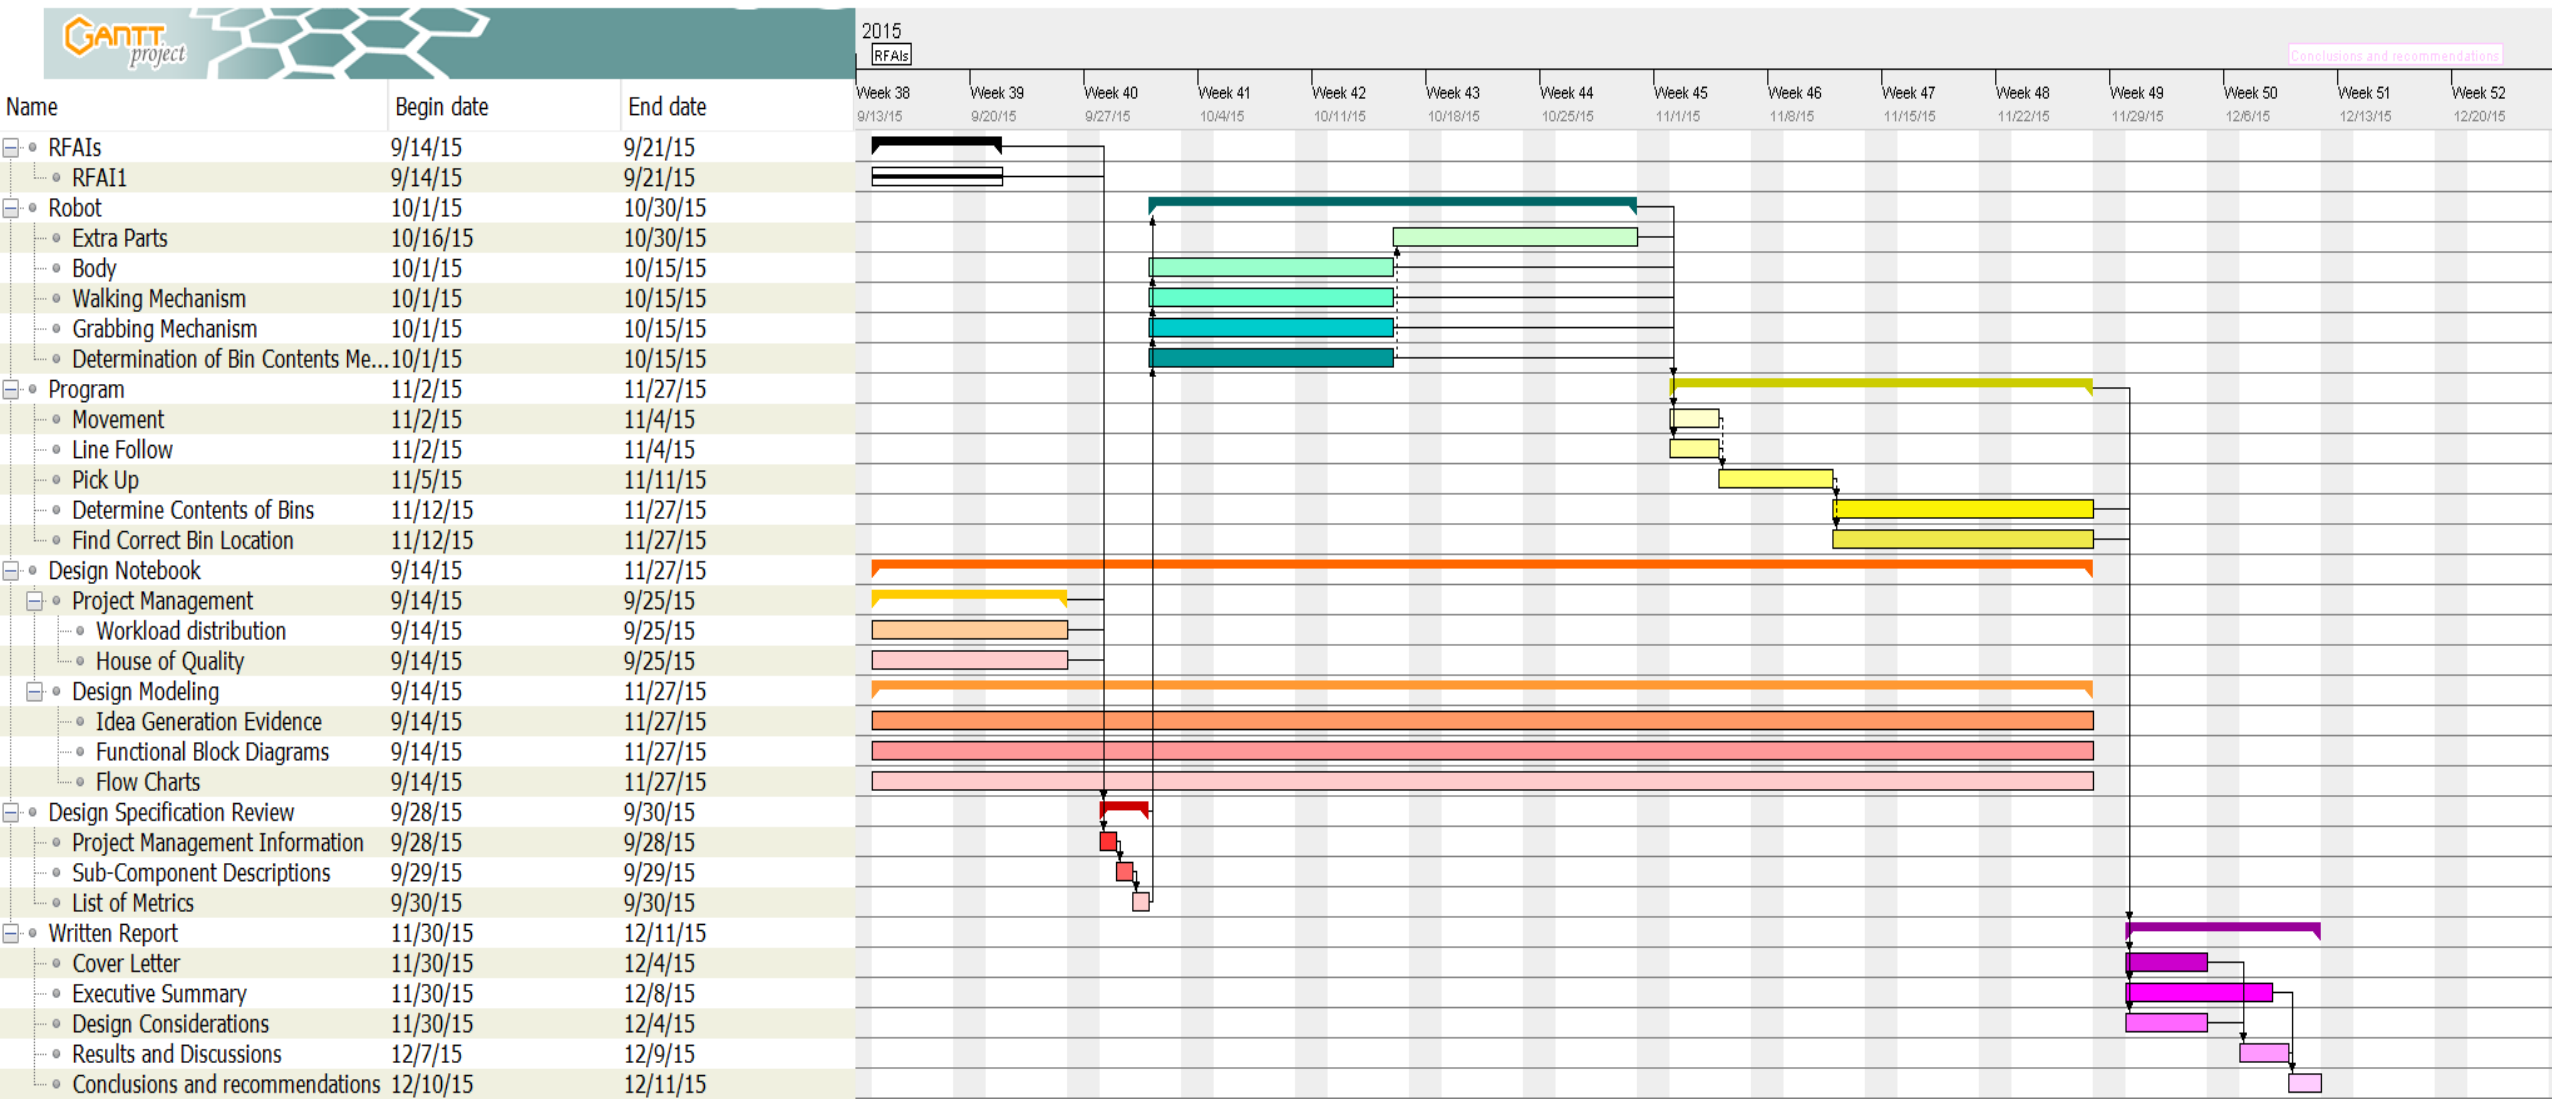 GANTT
project
2015
RFAIs
Conclusions and recommendations
Name Begin date End date
Week 38 Week 39 Week 40 Week 41 Week 42 Week 43 Week 44 Week 45 Week 46 Week 47 Week 48 Week 49 Week 50 Week 51 Week 52
9/13/15 9/20/15 9/27/15 10/4/15 10/11/15 10/18/15 10/25/15 11/1/15 11/8/15 11/15/15 11/22/15 11/29/15 12/6/15 12/13/15 12/20/15
RFAIs 9/14/15 9/21/15
RFAI1 9/14/15 9/21/15
Robot 10/1/15 10/30/15
Extra Parts 10/16/15 10/30/15
Body 10/1/15 10/15/15
Walking Mechanism 10/1/15 10/15/15
Grabbing Mechanism 10/1/15 10/15/15
Determination of Bin Contents Me... 10/1/15 10/15/15
Program 11/2/15 11/27/15
Movement 11/2/15 11/4/15
Line Follow 11/2/15 11/4/15
Pick Up 11/5/15 11/11/15
Determine Contents of Bins 11/12/15 11/27/15
Find Correct Bin Location 11/12/15 11/27/15
Design Notebook 9/14/15 11/27/15
Project Management 9/14/15 9/25/15
Workload distribution 9/14/15 9/25/15
House of Quality 9/14/15 9/25/15
Design Modeling 9/14/15 11/27/15
Idea Generation Evidence 9/14/15 11/27/15
Functional Block Diagrams 9/14/15 11/27/15
Flow Charts 9/14/15 11/27/15
Design Specification Review 9/28/15 9/30/15
Project Management Information 9/28/15 9/28/15
Sub-Component Descriptions 9/29/15 9/29/15
List of Metrics 9/30/15 9/30/15
Written Report 11/30/15 12/11/15
Cover Letter 11/30/15 12/4/15
Executive Summary 11/30/15 12/8/15
Design Considerations 11/30/15 12/4/15
Results and Discussions 12/7/15 12/9/15
Conclusions and recommendations 12/10/15 12/11/15